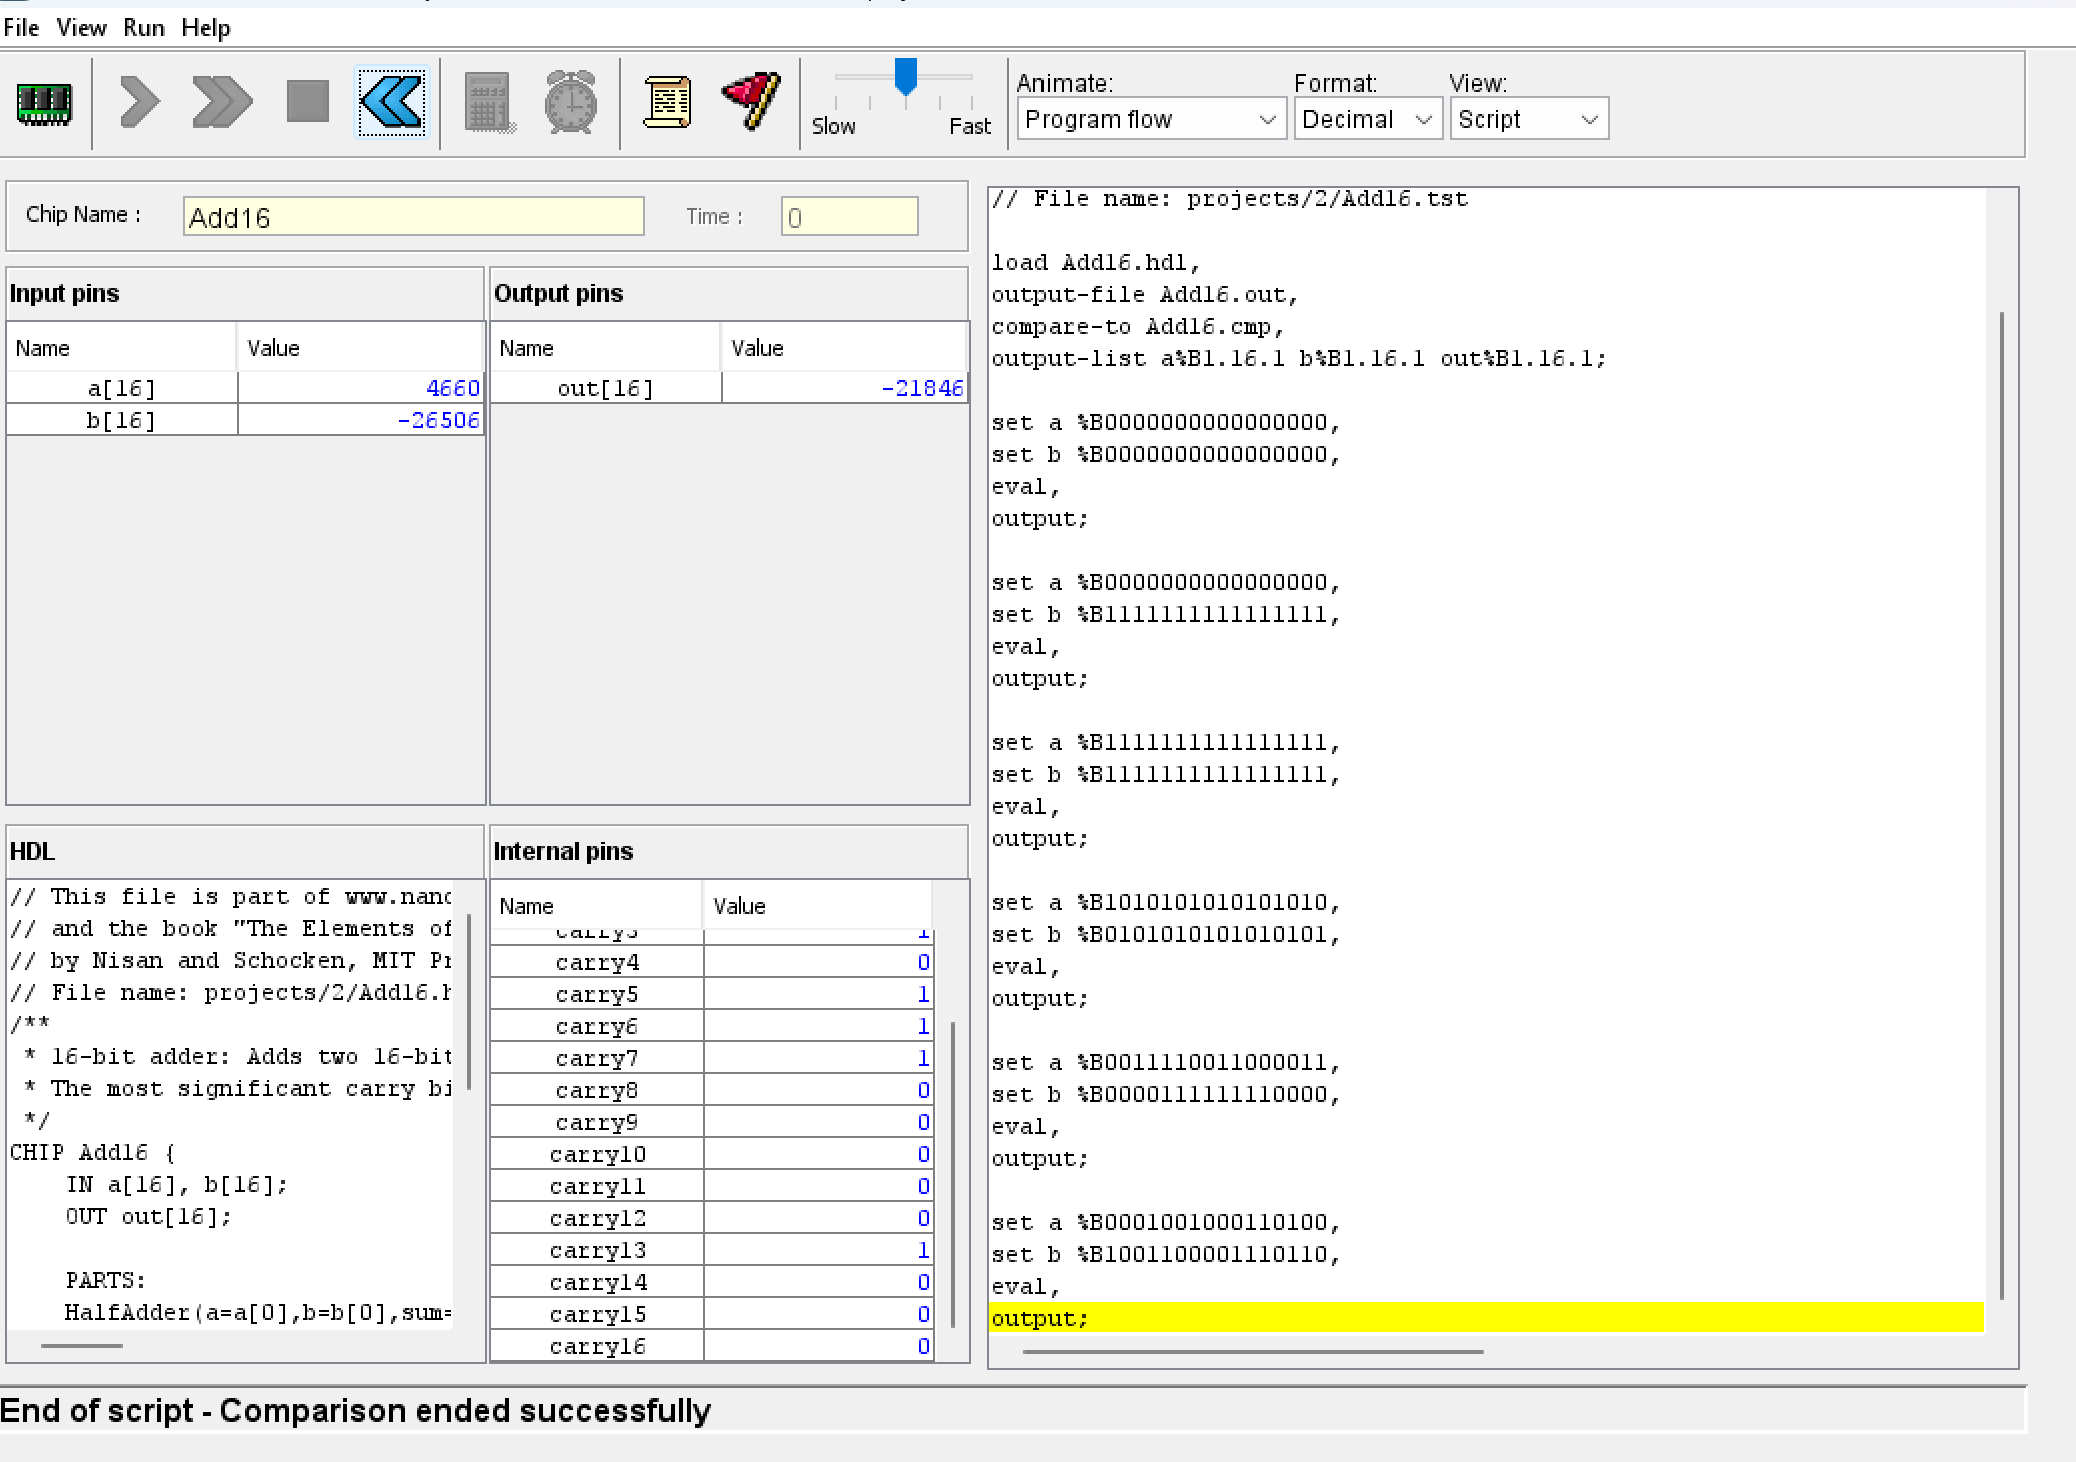 File View Run Help
Slow Fast
Animate: Format: View:
Program flow Decimal Script
Chip Name : Add16 Time : 0
Input pins
Name Value
a[16] 4660
b[16] -26506
Output pins
Name Value
out[16] -21846
HDL
// This file is part of www.nand
// and the book "The Elements of
// by Nisan and Schocken, MIT Pr
// File name: projects/2/Add16.h
/**
* 16-bit adder: Adds two 16-bit
* The most significant carry bi
*/
CHIP Add16 {
IN a[16], b[16];
OUT out[16];
PARTS:
HalfAdder(a=a[0],b=b[0],sum=
Internal pins
Name Value
carry3 1
carry4 0
carry5 1
carry6 1
carry7 1
carry8 0
carry9 0
carry10 0
carry11 0
carry12 0
carry13 1
carry14 0
carry15 0
carry16 0
// File name: projects/2/Add16.tst
load Add16.hdl,
output-file Add16.out,
compare-to Add16.cmp,
output-list a%B1.16.1 b%B1.16.1 out%B1.16.1;
set a %B0000000000000000,
set b %B0000000000000000,
eval,
output;
set a %B0000000000000000,
set b %B1111111111111111,
eval,
output;
set a %B1111111111111111,
set b %B1111111111111111,
eval,
output;
set a %B1010101010101010,
set b %B0101010101010101,
eval,
output;
set a %B0011110011000011,
set b %B0000111111110000,
eval,
output;
set a %B0001001000110100,
set b %B1001100001110110,
eval,
output;
End of script - Comparison ended successfully